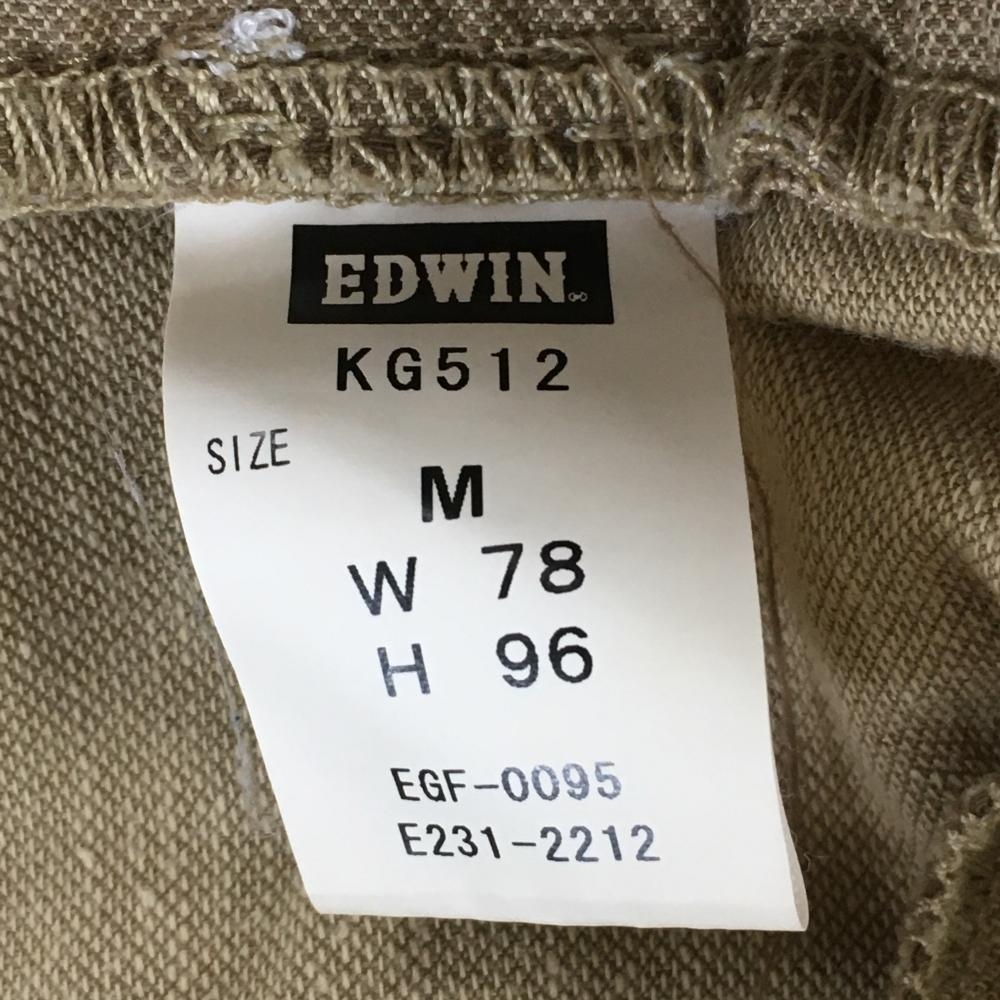 EDWIN
KG512
SIZE
M
W 78
H 96
EGF-0095
E231-2212